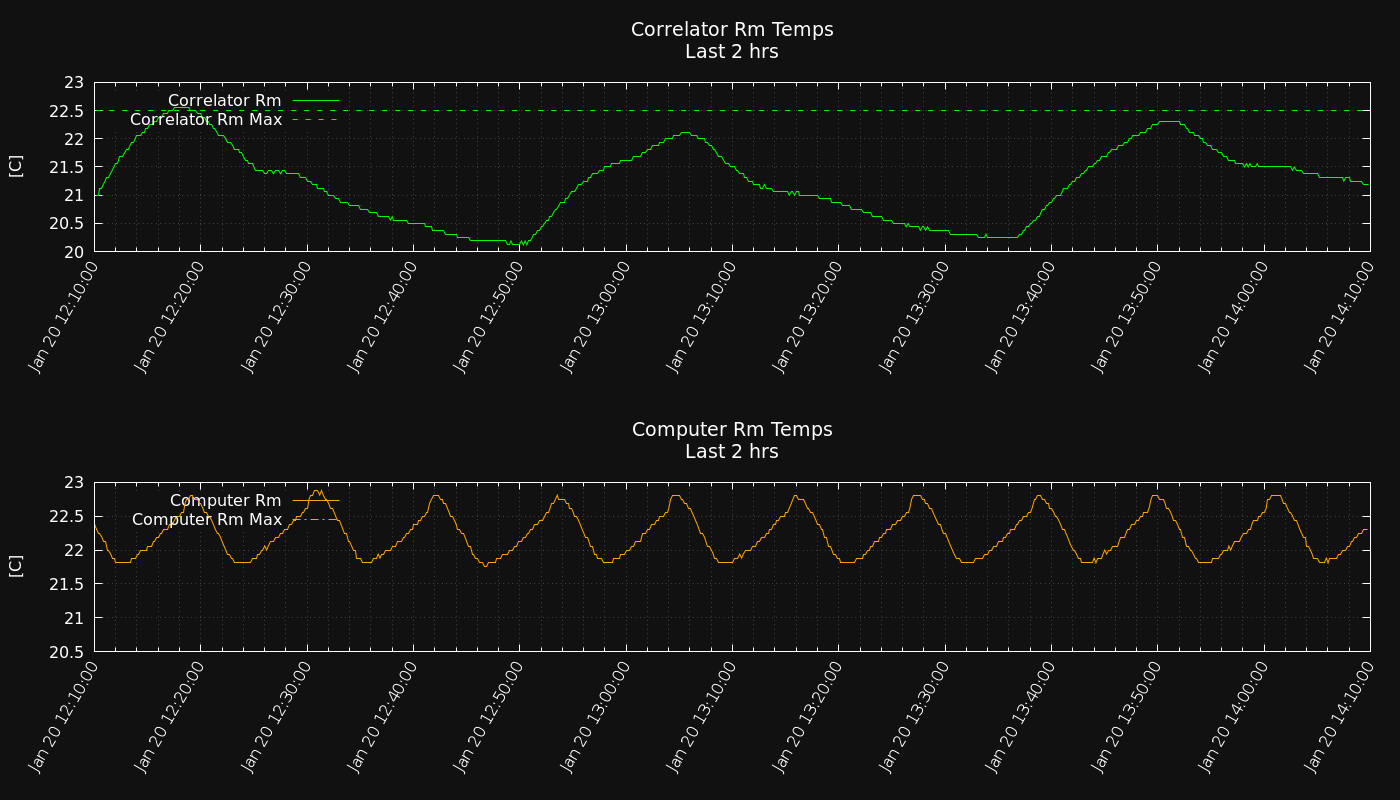 Correlator Rm Temps
Last 2 hrs
23
22.5
22
21.5
21
20.5
20
[C]
Correlator Rm
Correlator Rm Max
Jan 20 12:10:00
Jan 20 12:20:00
Jan 20 12:30:00
Jan 20 12:40:00
Jan 20 12:50:00
Jan 20 13:00:00
Jan 20 13:10:00
Jan 20 13:20:00
Jan 20 13:30:00
Jan 20 13:40:00
Jan 20 13:50:00
Jan 20 14:00:00
Jan 20 14:10:00
Computer Rm Temps
Last 2 hrs
23
22.5
22
21.5
21
20.5
[C]
Computer Rm
Computer Rm Max
Jan 20 12:10:00
Jan 20 12:20:00
Jan 20 12:30:00
Jan 20 12:40:00
Jan 20 12:50:00
Jan 20 13:00:00
Jan 20 13:10:00
Jan 20 13:20:00
Jan 20 13:30:00
Jan 20 13:40:00
Jan 20 13:50:00
Jan 20 14:00:00
Jan 20 14:10:00